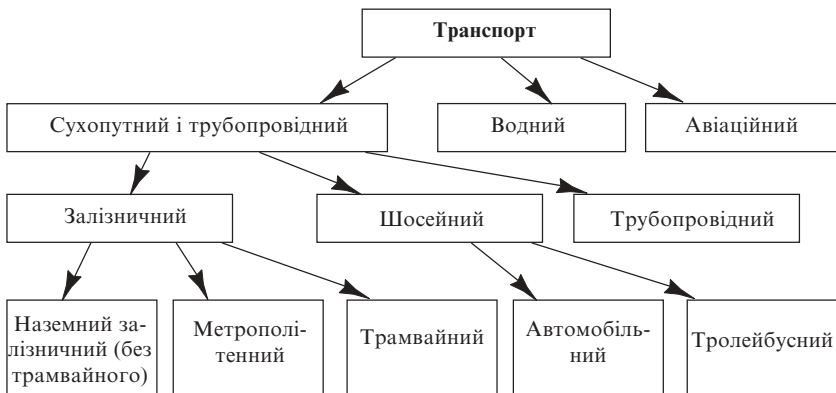 Транспорт
Сухопутний і трубопровідний
Водний
Авіаційний
Залізничний
Шосейний
Трубопровідний
Наземний за-
лізничний (без
трамвайного)
Метрополі-
тенний
Трамвайний
Автомобіль-
ний
Тролейбусний